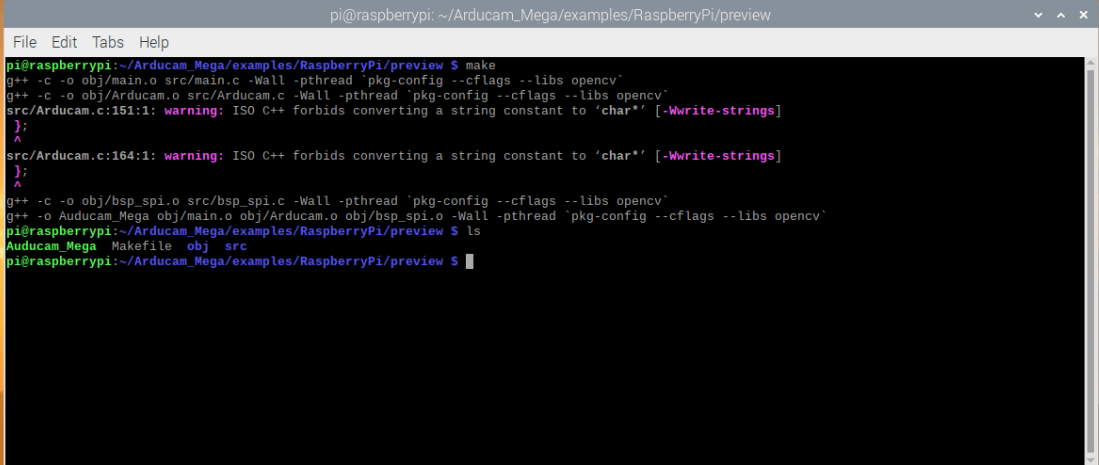 pi@raspberrypi: ~/Arducam_Mega/examples/RaspberryPi/preview
File Edit Tabs Help
pi@raspberrypi:~/Arducam_Mega/examples/RaspberryPi/preview $ make
g++ -c -o obj/main.o src/main.c -Wall -pthread `pkg-config --cflags --libs opencv`
g++ -c -o obj/Arducam.o src/Arducam.c -Wall -pthread `pkg-config --cflags --libs opencv`
src/Arducam.c:151:1: warning: ISO C++ forbids converting a string constant to ‘char*’ [-Wwrite-strings]
};
^
src/Arducam.c:164:1: warning: ISO C++ forbids converting a string constant to ‘char*’ [-Wwrite-strings]
};
^
g++ -c -o obj/bsp_spi.o src/bsp_spi.c -Wall -pthread `pkg-config --cflags --libs opencv`
g++ -o Auducam_Mega obj/main.o obj/Arducam.o obj/bsp_spi.o -Wall -pthread `pkg-config --cflags --libs opencv`
pi@raspberrypi:~/Arducam_Mega/examples/RaspberryPi/preview $ ls
Auducam_Mega Makefile obj src
pi@raspberrypi:~/Arducam_Mega/examples/RaspberryPi/preview $